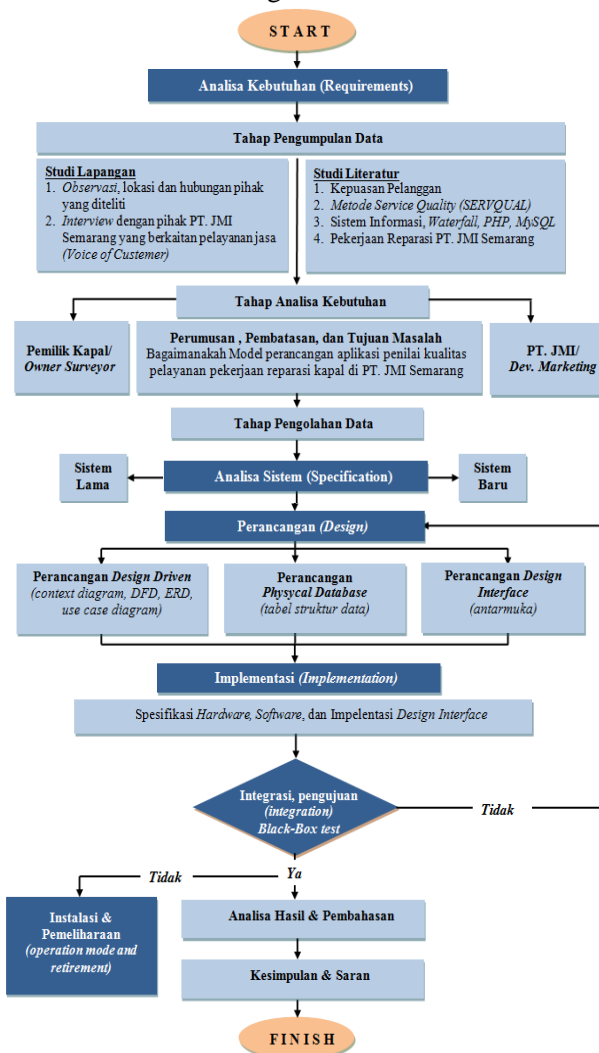 START
Analisa Kebutuhan (Requirements)
Tahap Pengumpulan Data
Studi Lapangan
1. Observasi, lokasi dan hubungan pihak
yang diteliti
2. Interview dengan pihak PT. JMI
Semarang yang berkaitan pelayanan jasa
(Voice of Custemer)
Studi Literatur
1. Kepuasan Pelanggan
2. Metode Service Quality (SERVQUAL)
3. Sistem Informasi, Waterfall, PHP, MySQL
4. Pekerjaan Reparasi PT. JMI Semarang
Tahap Analisa Kebutuhan
Pemilik Kapal/
Owner Surveyor
Perumusan , Pembatasan, dan Tujuan Masalah
Bagaimanakah Model perancangan aplikasi penilai kualitas
pelayanan pekerjaan reparasi kapal di PT. JMI Semarang
PT. JMI/
Dev. Marketing
Tahap Pengolahan Data
Sistem
Lama
Analisa Sistem (Specification)
Sistem
Baru
Perancangan (Design)
Perancangan Design Driven
(context diagram, DFD, ERD,
use case diagram)
Perancangan
Physycal Database
(tabel struktur data)
Perancangan Design
Interface
(antarmuka)
Implementasi (Implementation)
Spesifikasi Hardware, Software, dan Impelentasi Design Interface
Integrasi, pengujuan
(integration)
Black-Box test
Tidak
Ya
Tidak
Instalasi &
Pemeliharaan
(operation mode and
retirement)
Analisa Hasil & Pembahasan
Kesimpulan & Saran
FINISH